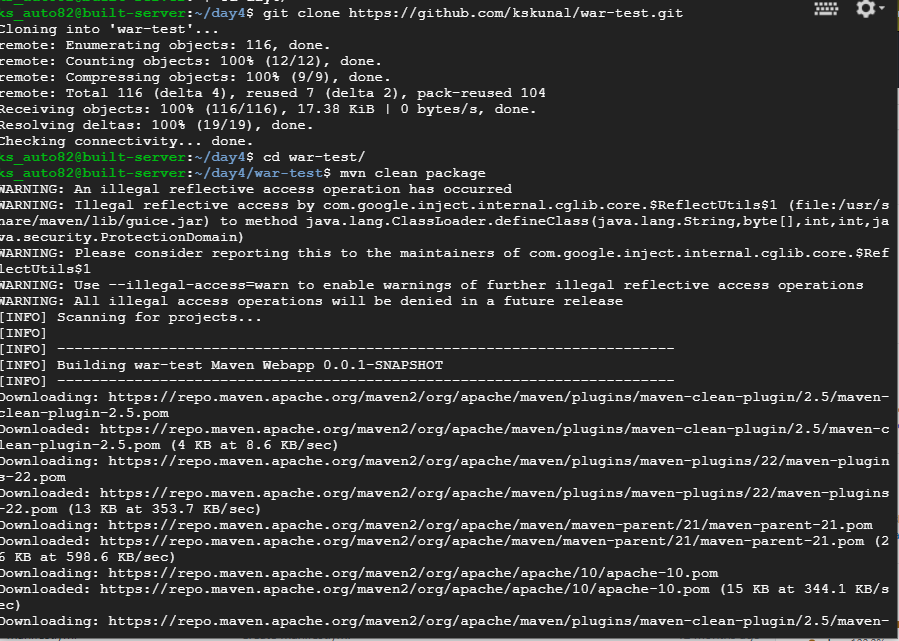 ks_auto82@built-server:~/day4$ git clone https://github.com/kskunal/war-test.git
Cloning into 'war-test'...
remote: Enumerating objects: 116, done.
remote: Counting objects: 100% (12/12), done.
remote: Compressing objects: 100% (9/9), done.
remote: Total 116 (delta 4), reused 7 (delta 2), pack-reused 104
Receiving objects: 100% (116/116), 17.38 KiB | 0 bytes/s, done.
Resolving deltas: 100% (19/19), done.
Checking connectivity... done.
ks_auto82@built-server:~/day4$ cd war-test/
ks_auto82@built-server:~/day4/war-test$ mvn clean package
WARNING: An illegal reflective access operation has occurred
WARNING: Illegal reflective access by com.google.inject.internal.cglib.core.$ReflectUtils$1 (file:/usr/s
hare/maven/lib/guice.jar) to method java.lang.ClassLoader.defineClass(java.lang.String,byte[],int,int,ja
va.security.ProtectionDomain)
WARNING: Please consider reporting this to the maintainers of com.google.inject.internal.cglib.core.$Ref
lectUtils$1
WARNING: Use --illegal-access=warn to enable warnings of further illegal reflective access operations
WARNING: All illegal access operations will be denied in a future release
[INFO] Scanning for projects...
[INFO]
[INFO] ------------------------------------------------------------------------
[INFO] Building war-test Maven Webapp 0.0.1-SNAPSHOT
[INFO] ------------------------------------------------------------------------
Downloading: https://repo.maven.apache.org/maven2/org/apache/maven/plugins/maven-clean-plugin/2.5/maven-
clean-plugin-2.5.pom
Downloaded: https://repo.maven.apache.org/maven2/org/apache/maven/plugins/maven-clean-plugin/2.5/maven-c
lean-plugin-2.5.pom (4 KB at 8.6 KB/sec)
Downloading: https://repo.maven.apache.org/maven2/org/apache/maven/plugins/maven-plugins/22/maven-plugin
s-22.pom
Downloaded: https://repo.maven.apache.org/maven2/org/apache/maven/plugins/maven-plugins/22/maven-plugins
-22.pom (13 KB at 353.7 KB/sec)
Downloading: https://repo.maven.apache.org/maven2/org/apache/maven/maven-parent/21/maven-parent-21.pom
Downloaded: https://repo.maven.apache.org/maven2/org/apache/maven/maven-parent/21/maven-parent-21.pom (2
6 KB at 598.6 KB/sec)
Downloading: https://repo.maven.apache.org/maven2/org/apache/apache/10/apache-10.pom
Downloaded: https://repo.maven.apache.org/maven2/org/apache/apache/10/apache-10.pom (15 KB at 344.1 KB/s
ec)
Downloading: https://repo.maven.apache.org/maven2/org/apache/maven/plugins/maven-clean-plugin/2.5/maven-